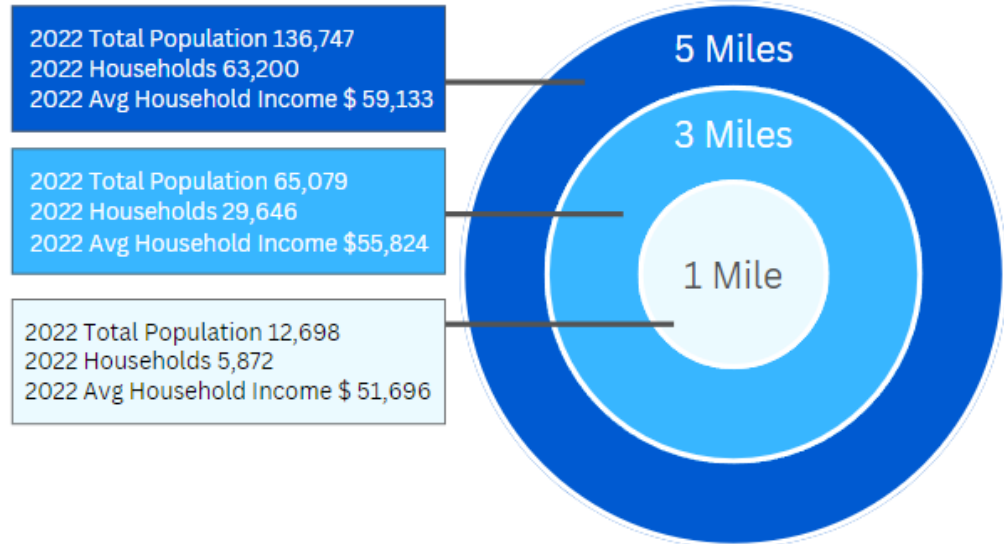 2022 Total Population 136,747
2022 Households 63,200
2022 Avg Household Income $ 59,133
2022 Total Population 65,079
2022 Households 29,646
2022 Avg Household Income $55,824
2022 Total Population 12,698
2022 Households 5,872
2022 Avg Household Income $ 51,696
5 Miles
3 Miles
1 Mile